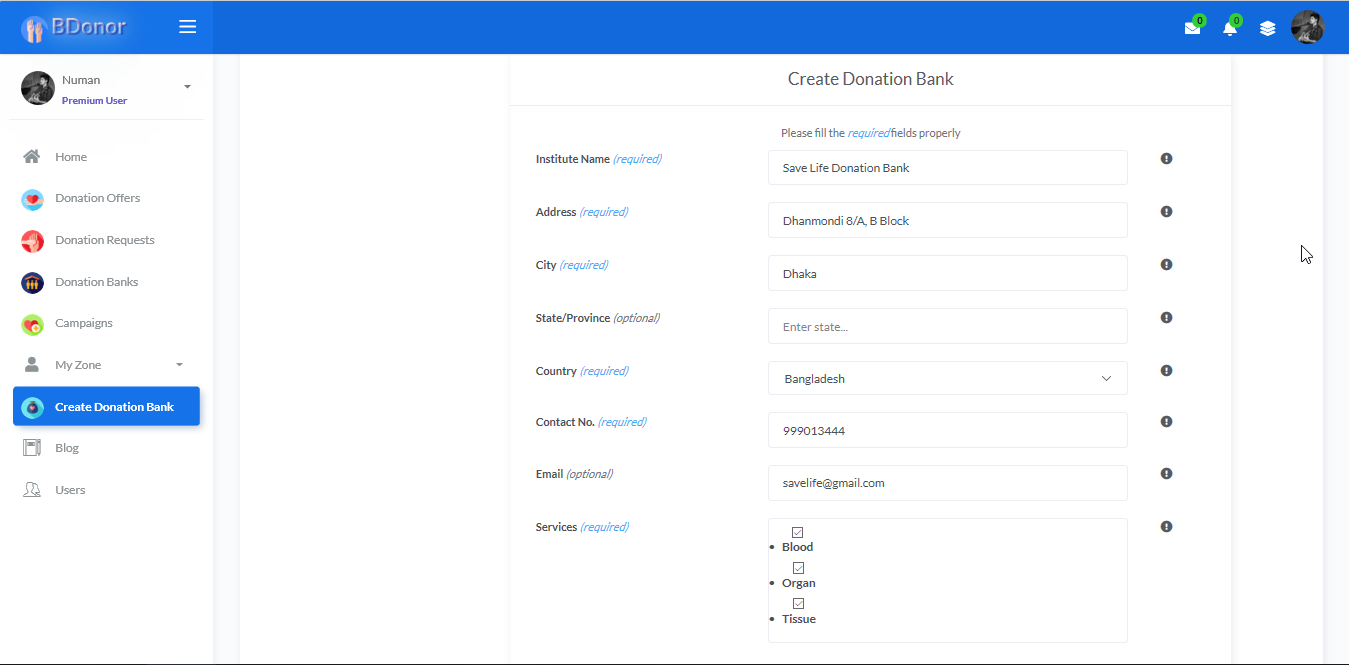 BDonor
0
0
Numan
Premium User
Home
Donation Offers
Donation Requests
Donation Banks
Campaigns
My Zone
Create Donation Bank
Blog
Users
Create Donation Bank
Please fill the required fields properly
Institute Name (required)
Save Life Donation Bank
Address (required)
Dhanmondi 8/A, B Block
City (required)
Dhaka
State/Province (optional)
Enter state...
Country (required)
Bangladesh
Contact No. (required)
999013444
Email (optional)
savelife@gmail.com
Services (required)
• Blood
• Organ
• Tissue